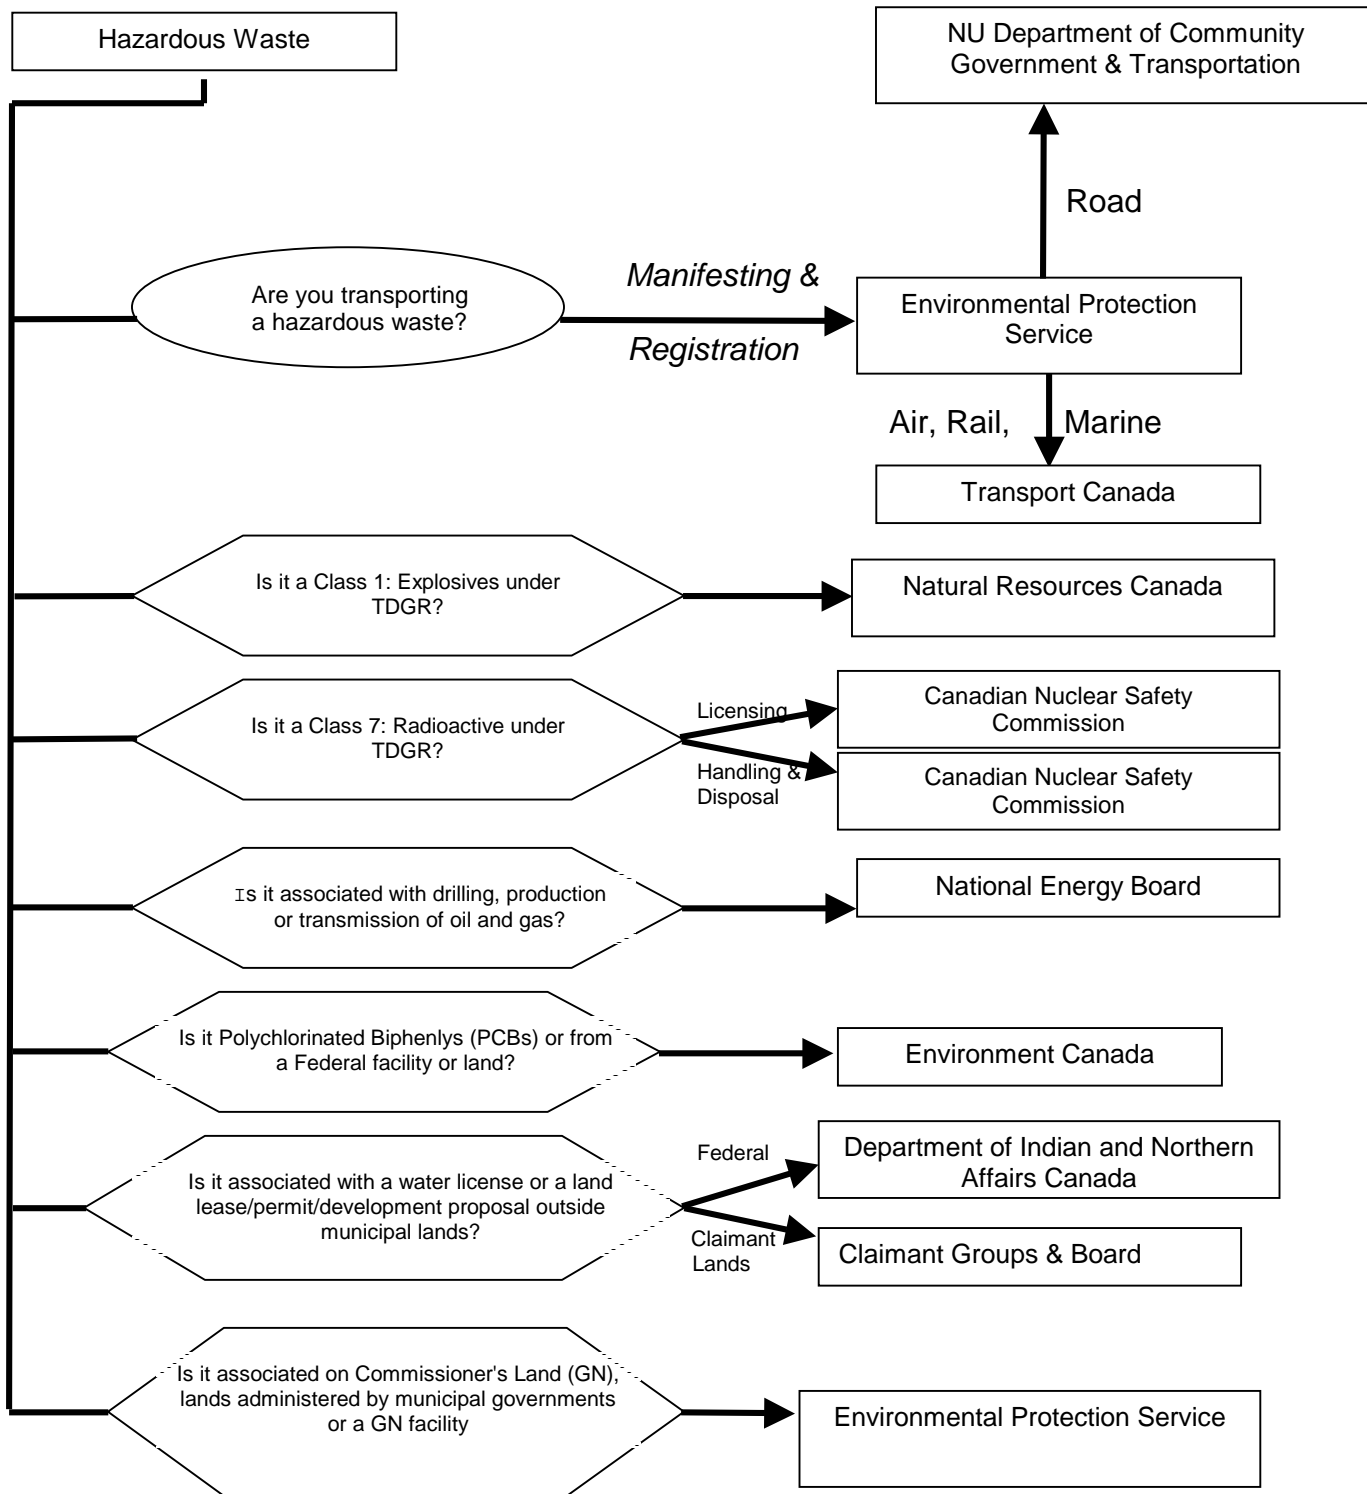 Hazardous Waste
NU Department of Community
Government & Transportation
Road
Are you transporting
a hazardous waste?
Manifesting &
Registration
Environmental Protection
Service
Air, Rail, Marine
Transport Canada
Is it a Class 1: Explosives under
TDGR?
Natural Resources Canada
Is it a Class 7: Radioactive under
TDGR?
Licensing
Canadian Nuclear Safety
Commission
Handling &
Disposal
Canadian Nuclear Safety
Commission
Is it associated with drilling, production
or transmission of oil and gas?
National Energy Board
Is it Polychlorinated Biphenlys (PCBs) or from
a Federal facility or land?
Environment Canada
Is it associated with a water license or a land
lease/permit/development proposal outside
municipal lands?
Federal
Department of Indian and Northern
Affairs Canada
Claimant
Lands
Claimant Groups & Board
Is it associated on Commissioner's Land (GN),
lands administered by municipal governments
or a GN facility
Environmental Protection Service